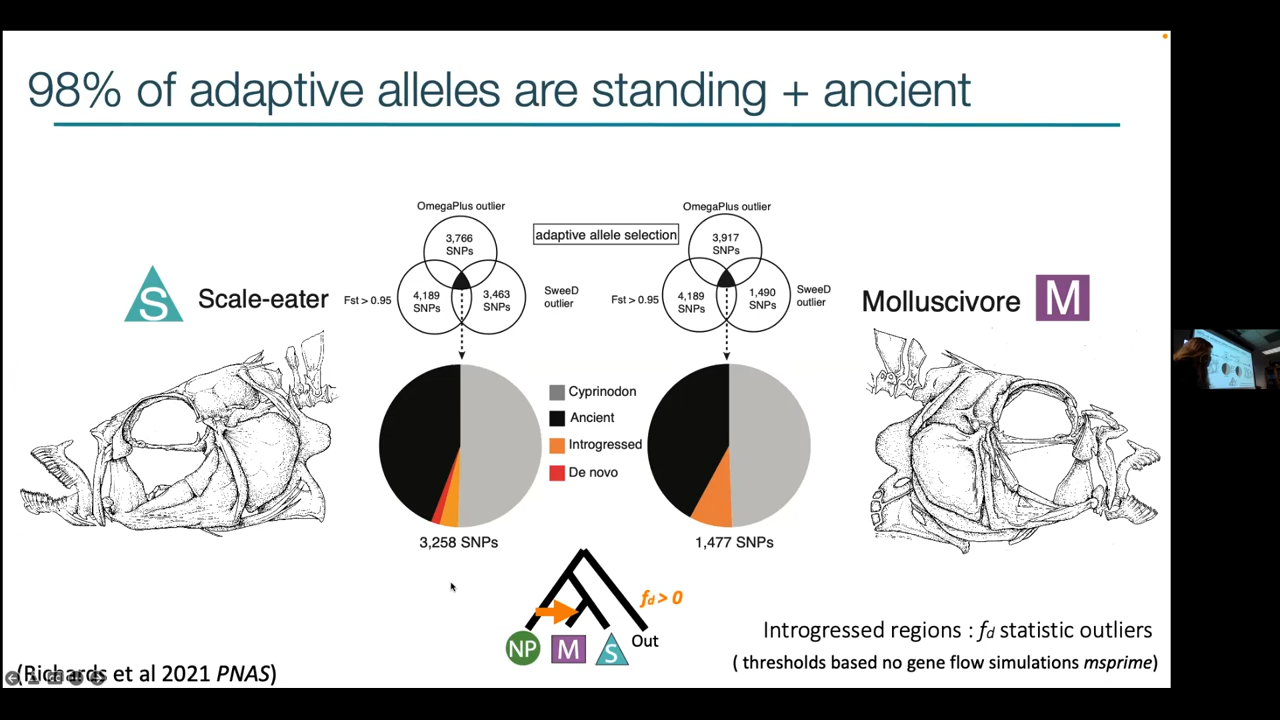 98% of adaptive alleles are standing + ancient
OmegaPlus outlier
OmegaPlus outlier
adaptive allele selection
3,766
SNPs
3,917
SNPs
S
Scale-eater
Fst > 0.95
4,189
SNPs
3,463
SNPs
SweeD
outlier
Fst > 0.95
4,189
SNPs
1,490
SNPs
SweeD
outlier
Molluscivore
M
Cyprinodon
Ancient
Introgressed
De novo
3,258 SNPs
1,477 SNPs
fd > 0
NP
M
S
Out
Introgressed regions : fd statistic outliers
( thresholds based no gene flow simulations msprime)
(Richards et al 2021 PNAS)